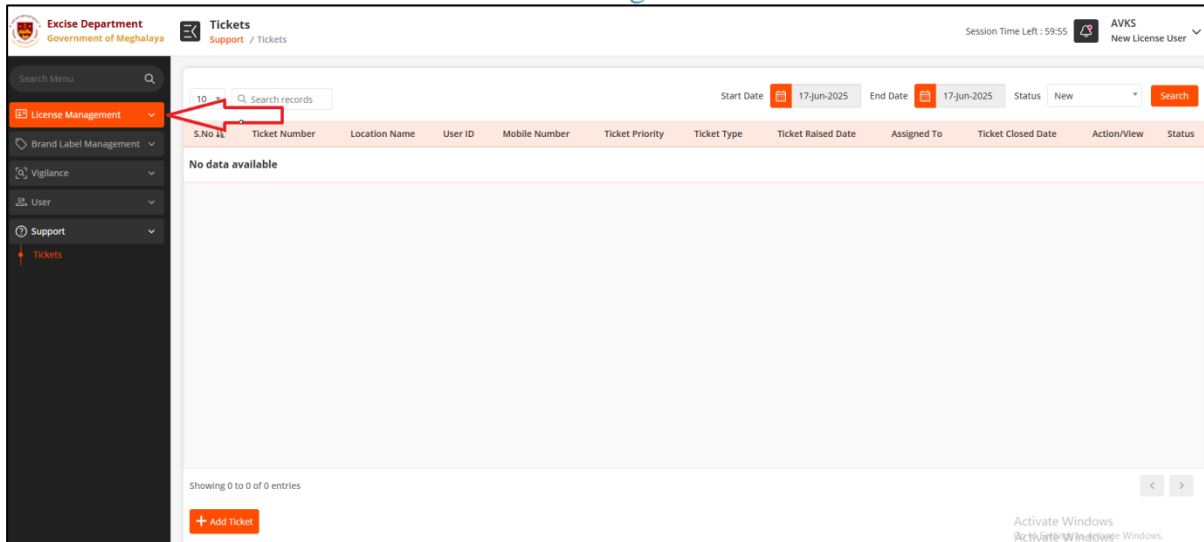 Excise Department
Government of Meghalaya
Tickets
Support / Tickets
Session Time Left : 59:55
AVKS
New License User
Search Menu
License Management
Brand Label Management
Vigilance
User
Support
Tickets
10
Search records
Start Date 17-Jun-2025 End Date 17-Jun-2025 Status New Search
S.No Ticket Number Location Name User ID Mobile Number Ticket Priority Ticket Type Ticket Raised Date Assigned To Ticket Closed Date Action/View Status
No data available
Showing 0 to 0 of 0 entries
< >
+ Add Ticket
Activate Windows